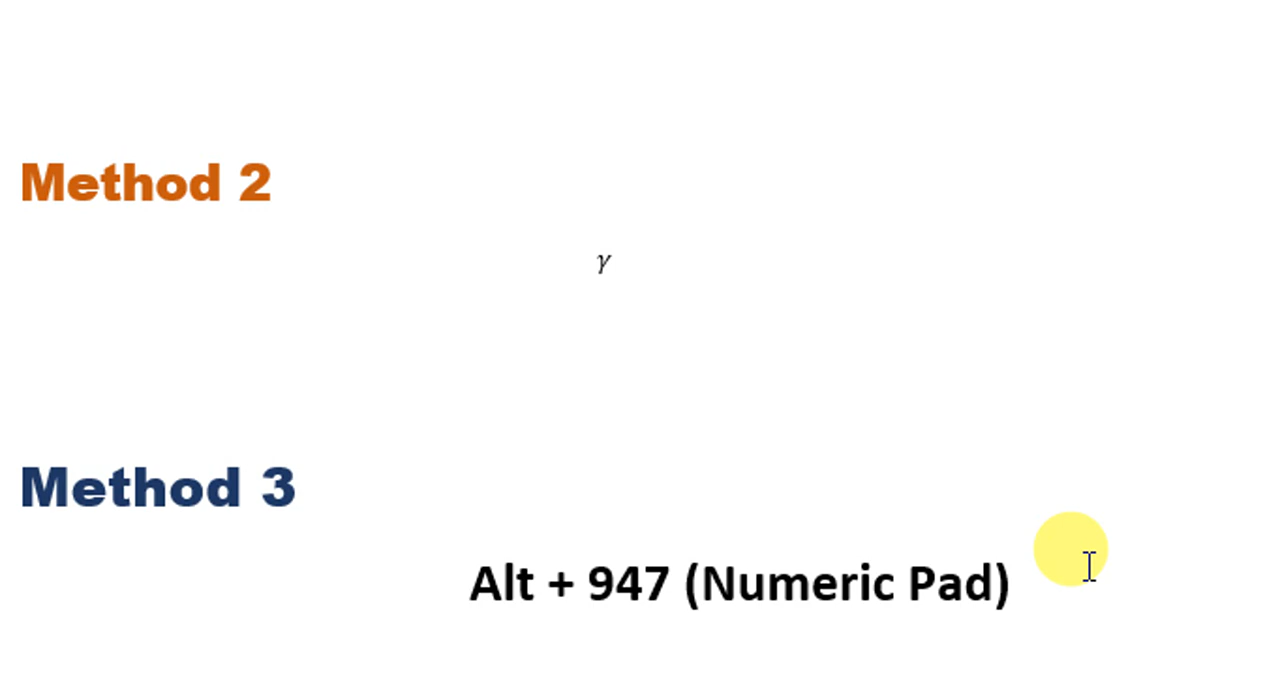 Method 2
γ
Method 3
Alt + 947 (Numeric Pad)